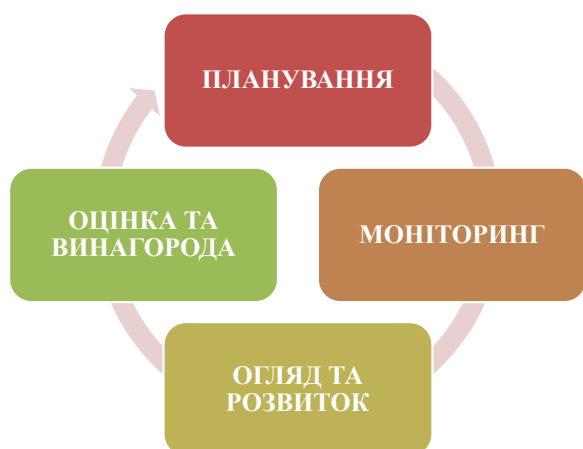 ПЛАНУВАННЯ
МОНІТОРИНГ
ОГЛЯД ТА
РОЗВИТОК
ОЦІНКА ТА
ВИНАГОРОДА